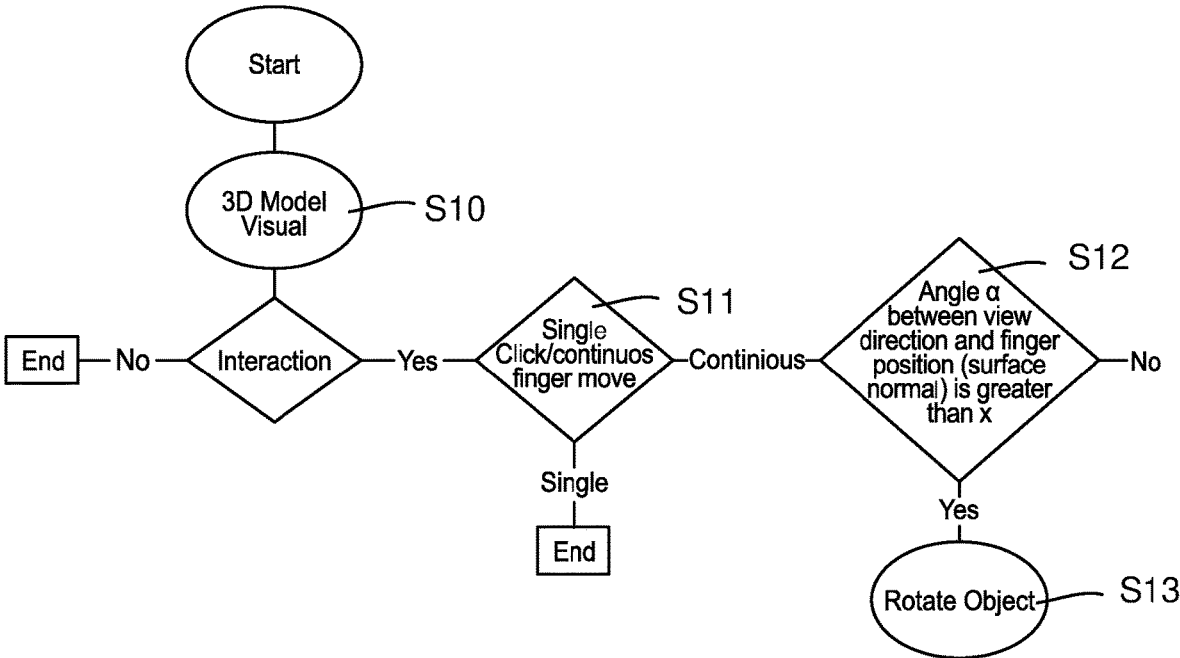 Start
3D Model
Visual
S10
End
No
Interaction
Yes
Single
Click/continuos
finger move
S11
Continious
Single
End
Angle α
between view
direction and finger
position (surface
normal) is greater
than x
S12
No
Yes
Rotate Object
S13